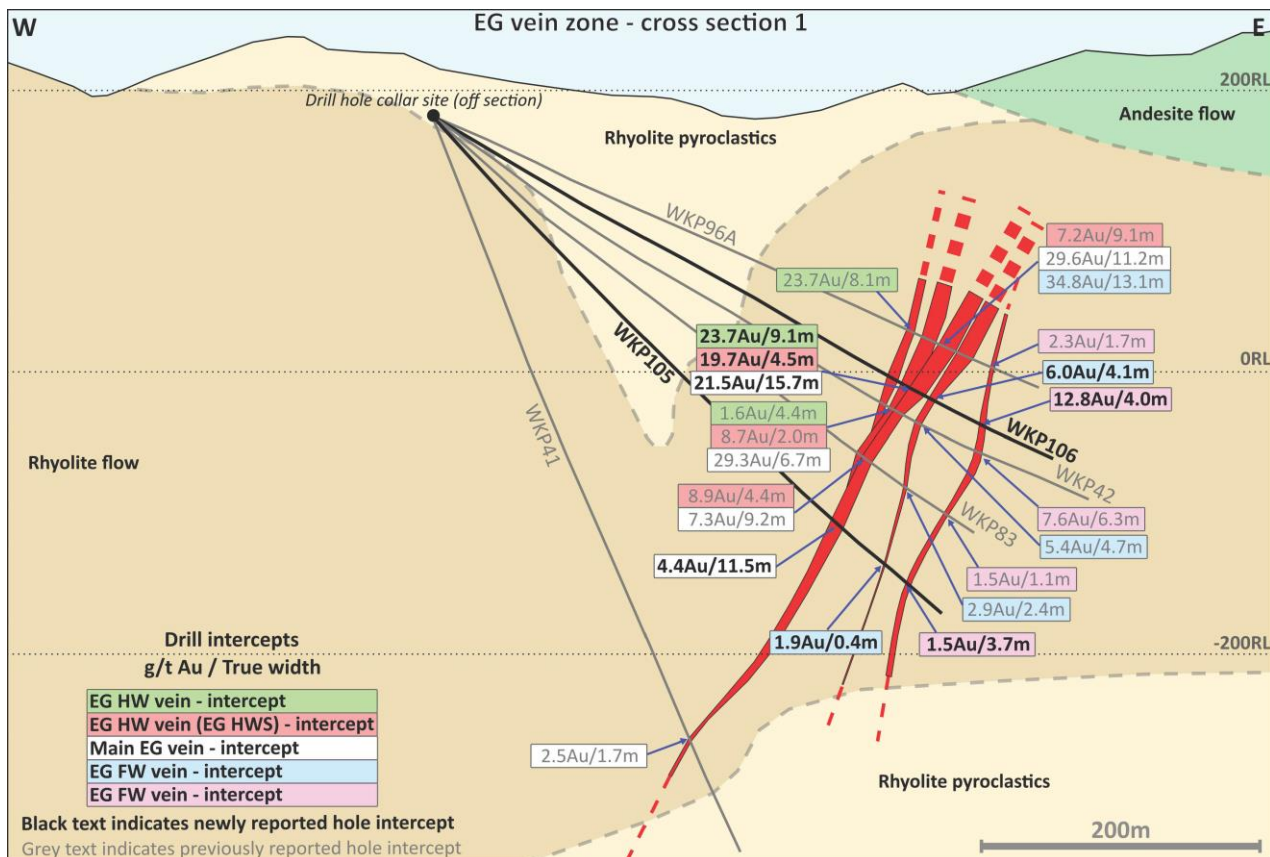 W
EG vein zone - cross section 1
E
200RL
Drill hole collar site (off section)
Andesite flow
Rhyolite pyroclastics
WKP96A
7.2Au/9.1m
29.6Au/11.2m
34.8Au/13.1m
23.7Au/8.1m
23.7Au/9.1m
19.7Au/4.5m
21.5Au/15.7m
2.3Au/1.7m
0RL
6.0Au/4.1m
12.8Au/4.0m
WKP105
WKP41
1.6Au/4.4m
8.7Au/2.0m
29.3Au/6.7m
WKP106
Rhyolite flow
WKP42
8.9Au/4.4m
7.3Au/9.2m
WKP83
7.6Au/6.3m
5.4Au/4.7m
4.4Au/11.5m
1.5Au/1.1m
2.9Au/2.4m
1.9Au/0.4m
1.5Au/3.7m
-200RL
Drill intercepts
g/t Au / True width
EG HW vein - intercept
EG HW vein (EG HWS) - intercept
Main EG vein - intercept
EG FW vein - intercept
EG FW vein - intercept
2.5Au/1.7m
Rhyolite pyroclastics
Black text indicates newly reported hole intercept
Grey text indicates previously reported hole intercept
200m